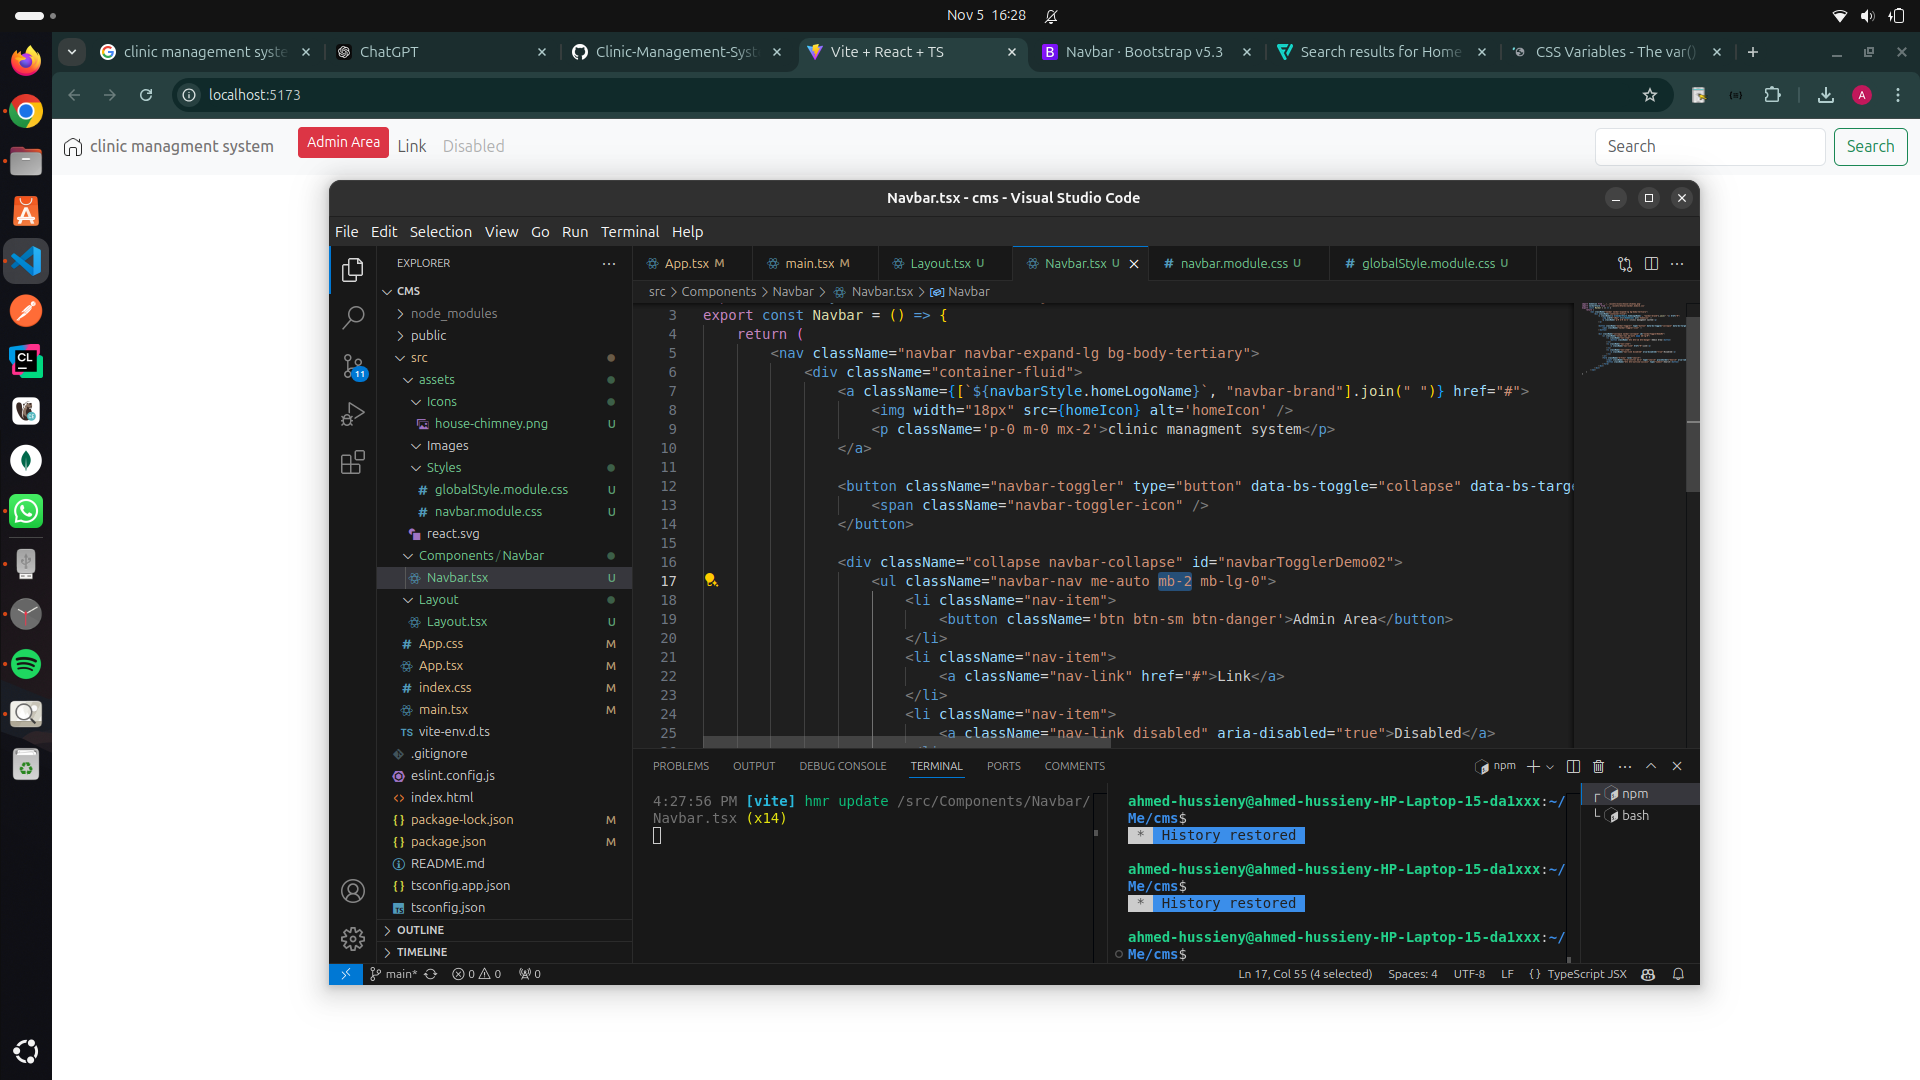 Nov 5 16:28
clinic management syste
ChatGPT
Clinic-Management-Syst
Vite + React + TS
Navbar · Bootstrap v5.3
Search results for Home
CSS Variables - The var()
localhost:5173
A
clinic managment system
Admin Area
Link
Disabled
Search
Search
Navbar.tsx - cms - Visual Studio Code
File Edit Selection View Go Run Terminal Help
EXPLORER
App.tsx M
main.tsx M
Layout.tsx U
Navbar.tsx U
# navbar.module.css U
# globalStyle.module.css U
src > Components > Navbar > Navbar.tsx > Navbar
CMS
node_modules
public
src
assets
Icons
house-chimney.png U
Images
Styles
# globalStyle.module.css U
# navbar.module.css U
react.svg
Components / Navbar
Navbar.tsx U
Layout
Layout.tsx U
# App.css M
App.tsx M
# index.css M
main.tsx M
TS vite-env.d.ts
.gitignore
eslint.config.js
<> index.html
{} package-lock.json M
{} package.json M
README.md
{} tsconfig.app.json
tsconfig.json
OUTLINE
TIMELINE
11
3 export const Navbar = () => {
4 return (
5 <nav className="navbar navbar-expand-lg bg-body-tertiary">
6 <div className="container-fluid">
7 <a className={[`${navbarStyle.homeLogoName}`, "navbar-brand"].join(" ")} href="#">
8 <img width="18px" src={homeIcon} alt='homeIcon' />
9 <p className='p-0 m-0 mx-2'>clinic managment system</p>
10 </a>
11
12 <button className="navbar-toggler" type="button" data-bs-toggle="collapse" data-bs-targe
13 <span className="navbar-toggler-icon" />
14 </button>
15
16 <div className="collapse navbar-collapse" id="navbarTogglerDemo02">
17 <ul className="navbar-nav me-auto mb-2 mb-lg-0">
18 <li className="nav-item">
19 <button className='btn btn-sm btn-danger'>Admin Area</button>
20 </li>
21 <li className="nav-item">
22 <a className="nav-link" href="#">Link</a>
23 </li>
24 <li className="nav-item">
25 <a className="nav-link disabled" aria-disabled="true">Disabled</a>
PROBLEMS OUTPUT DEBUG CONSOLE TERMINAL PORTS COMMENTS
npm
4:27:56 PM [vite] hmr update /src/Components/Navbar/
Navbar.tsx (x14)
ahmed-hussieny@ahmed-hussieny-HP-Laptop-15-da1xxx:~/
Me/cms$
* History restored
ahmed-hussieny@ahmed-hussieny-HP-Laptop-15-da1xxx:~/
Me/cms$
* History restored
ahmed-hussieny@ahmed-hussieny-HP-Laptop-15-da1xxx:~/
Me/cms$
npm
bash
main* 0 0 0
Ln 17, Col 55 (4 selected) Spaces: 4 UTF-8 LF {} TypeScript JSX